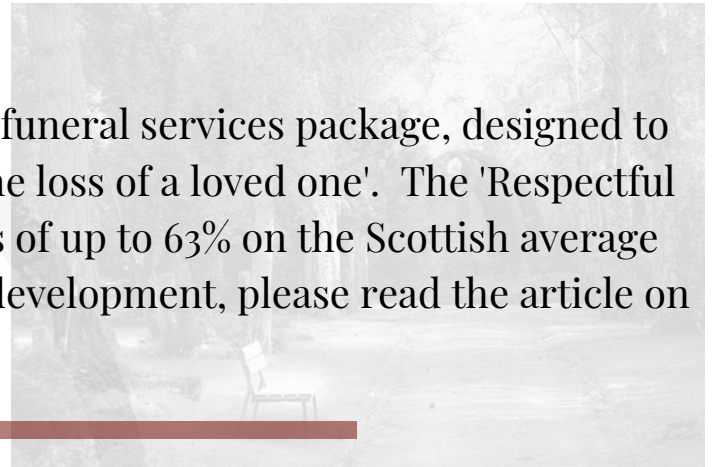 funeral services package, designed to
e loss of a loved one'. The 'Respectful
s of up to 63% on the Scottish average
development, please read the article on